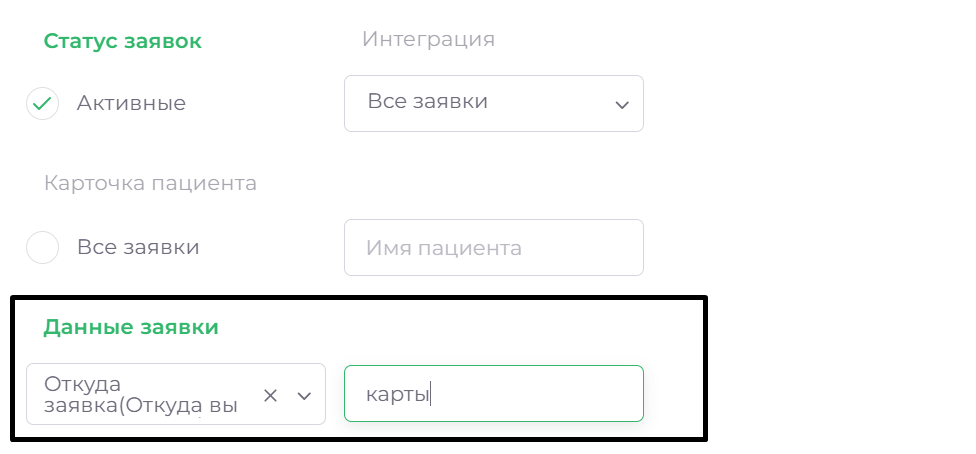 Статус заявок
Интеграция
Активные
Все заявки
Карточка пациента
Все заявки
Имя пациента
Данные заявки
Откуда
заявка(Откуда вы
карты